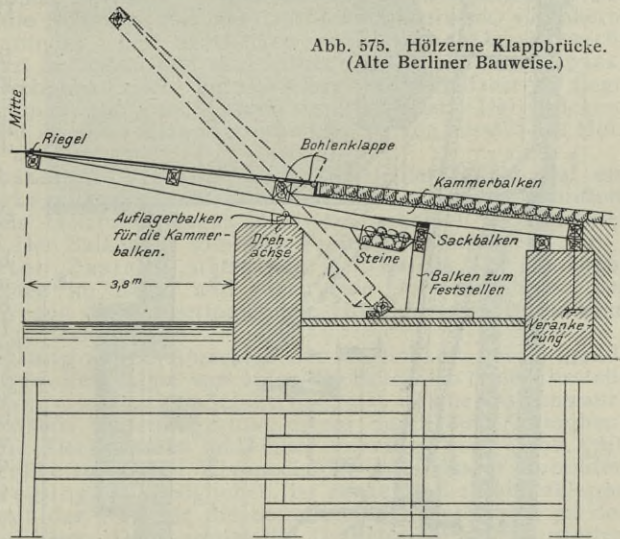 Abb. 575. Hölzerne Klappbrücke.
(Alte Berliner Bauweise.)
Mitte
Riegel
Bohlenklappe
Kammerbalken
Auflagerbalken
für die Kammer-
balken.
Dreh-
achse
Steine
Sackbalken
Balken zum
Feststellen
3,8 m
Veranke-
rung